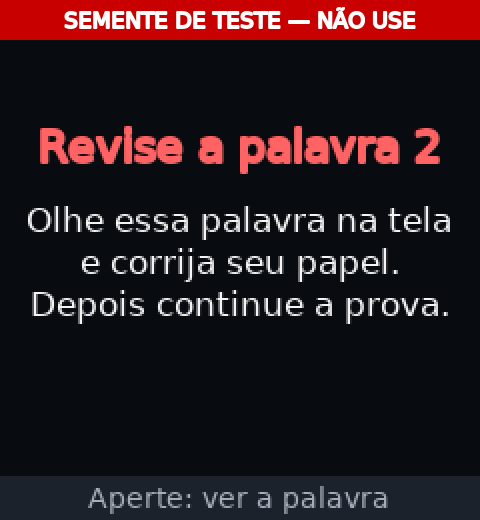 SEMENTE DE TESTE — NÃO USE
Revise a palavra 2
Olhe essa palavra na tela
e corrija seu papel.
Depois continue a prova.
Aperte: ver a palavra